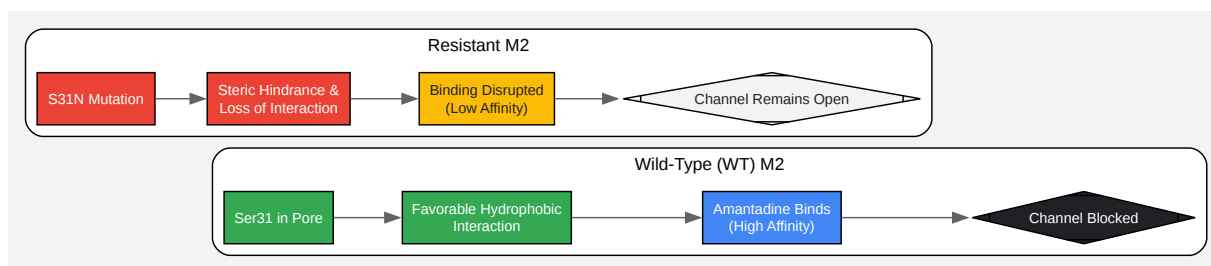 Resistant M2
S31N Mutation
Steric Hindrance &
Loss of Interaction
Binding Disrupted
(Low Affinity)
Channel Remains Open
Wild-Type (WT) M2
Ser31 in Pore
Favorable Hydrophobic
Interaction
Amantadine Binds
(High Affinity)
Channel Blocked